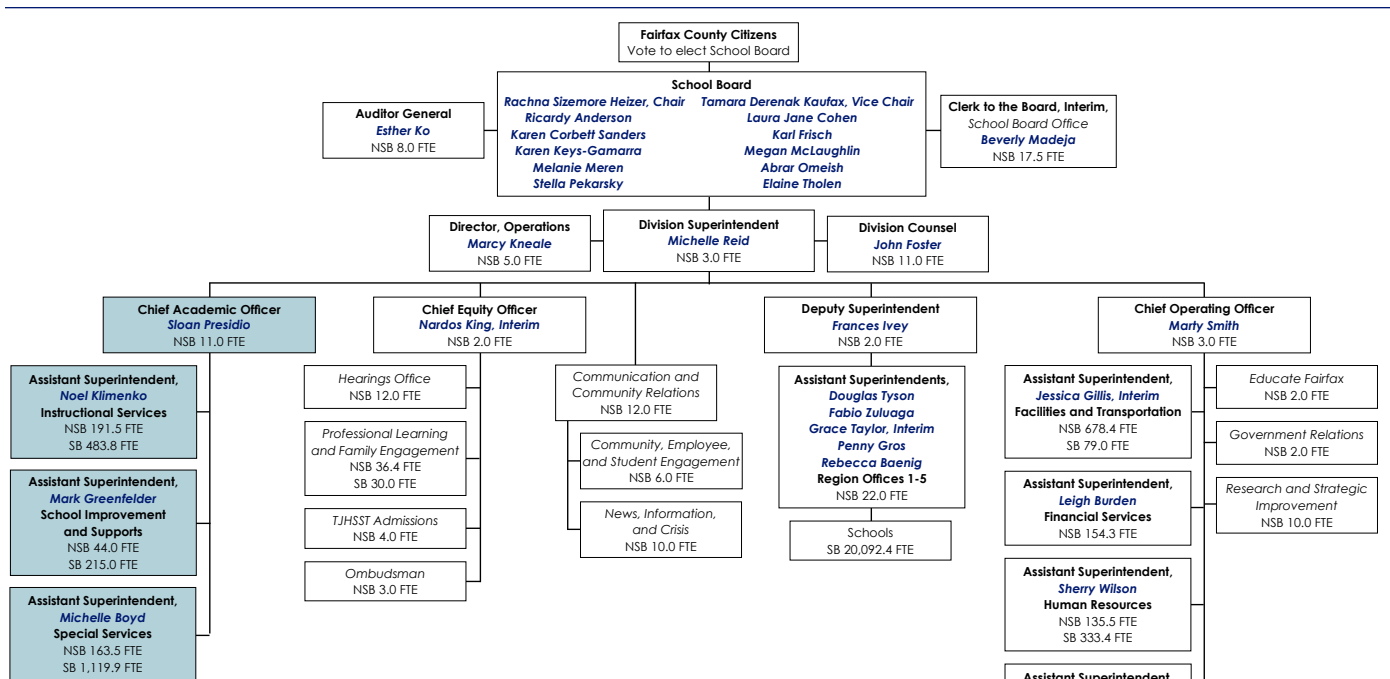 Fairfax County Citizens
Vote to elect School Board
School Board
Rachna Sizemore Heizer, Chair
Ricardy Anderson
Karen Corbett Sanders
Karen Keys-Gamarra
Melanie Meren
Stella Pekarsky
Tamara Derenak Kaufax, Vice Chair
Laura Jane Cohen
Karl Frisch
Megan McLaughlin
Abrar Omeish
Elaine Tholen
Auditor General
Esther Ko
NSB 8.0 FTE
Clerk to the Board, Interim,
School Board Office
Beverly Madeja
NSB 17.5 FTE
Director, Operations
Marcy Kneale
NSB 5.0 FTE
Division Superintendent
Michelle Reid
NSB 3.0 FTE
Division Counsel
John Foster
NSB 11.0 FTE
Chief Academic Officer
Sloan Presidio
NSB 11.0 FTE
Assistant Superintendent,
Noel Klimenko
Instructional Services
NSB 191.5 FTE
SB 483.8 FTE
Assistant Superintendent,
Mark Greenfelder
School Improvement
and Supports
NSB 44.0 FTE
SB 215.0 FTE
Assistant Superintendent,
Michelle Boyd
Special Services
NSB 163.5 FTE
SB 1,119.9 FTE
Chief Equity Officer
Nardos King, Interim
NSB 2.0 FTE
Hearings Office
NSB 12.0 FTE
Professional Learning
and Family Engagement
NSB 36.4 FTE
SB 30.0 FTE
TJHSST Admissions
NSB 4.0 FTE
Ombudsman
NSB 3.0 FTE
Communication and
Community Relations
NSB 12.0 FTE
Community, Employee,
and Student Engagement
NSB 6.0 FTE
News, Information,
and Crisis
NSB 10.0 FTE
Deputy Superintendent
Frances Ivey
NSB 2.0 FTE
Assistant Superintendents,
Douglas Tyson
Fabio Zuluaga
Grace Taylor, Interim
Penny Gros
Rebecca Baenig
Region Offices 1-5
NSB 22.0 FTE
Schools
SB 20,092.4 FTE
Chief Operating Officer
Marty Smith
NSB 3.0 FTE
Assistant Superintendent,
Jessica Gillis, Interim
Facilities and Transportation
NSB 678.4 FTE
SB 79.0 FTE
Assistant Superintendent,
Leigh Burden
Financial Services
NSB 154.3 FTE
Assistant Superintendent,
Sherry Wilson
Human Resources
NSB 135.5 FTE
SB 333.4 FTE
Assistant Superintendent
Educate Fairfax
NSB 2.0 FTE
Government Relations
NSB 2.0 FTE
Research and Strategic
Improvement
NSB 10.0 FTE